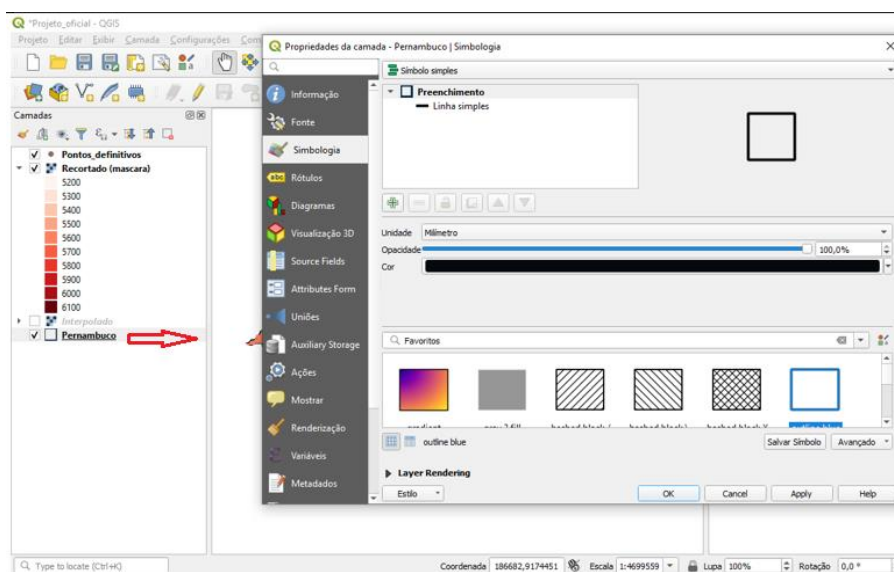 *Projeto_oficial - QGIS
Projeto Editar Exibir Camada Configurações Com
Camadas
Pontos_definitivos
Recortado (mascara)
5200
5300
5400
5500
5600
5700
5800
5900
6000
6100
Interpolado
Pernambuco
Propriedades da camada - Pernambuco | Simbologia
Informação
Fonte
Simbologia
abc Rótulos
Diagramas
Visualização 3D
Source Fields
Attributes Form
Uniões
Auxiliary Storage
Ações
Mostrar
Renderização
Variáveis
Metadados
Símbolo simples
Preenchimento
Linha simples
Unidade Milímetro
Opacidade 100,0%
Cor
Favoritos
outline blue
Salvar Símbolo Avançado
Layer Rendering
Estilo OK Cancel Apply Help
Type to locate (Ctrl+K) Coordenada 186682,9174451 Escala 1:4699559 Lupa 100% Rotação 0,0 °